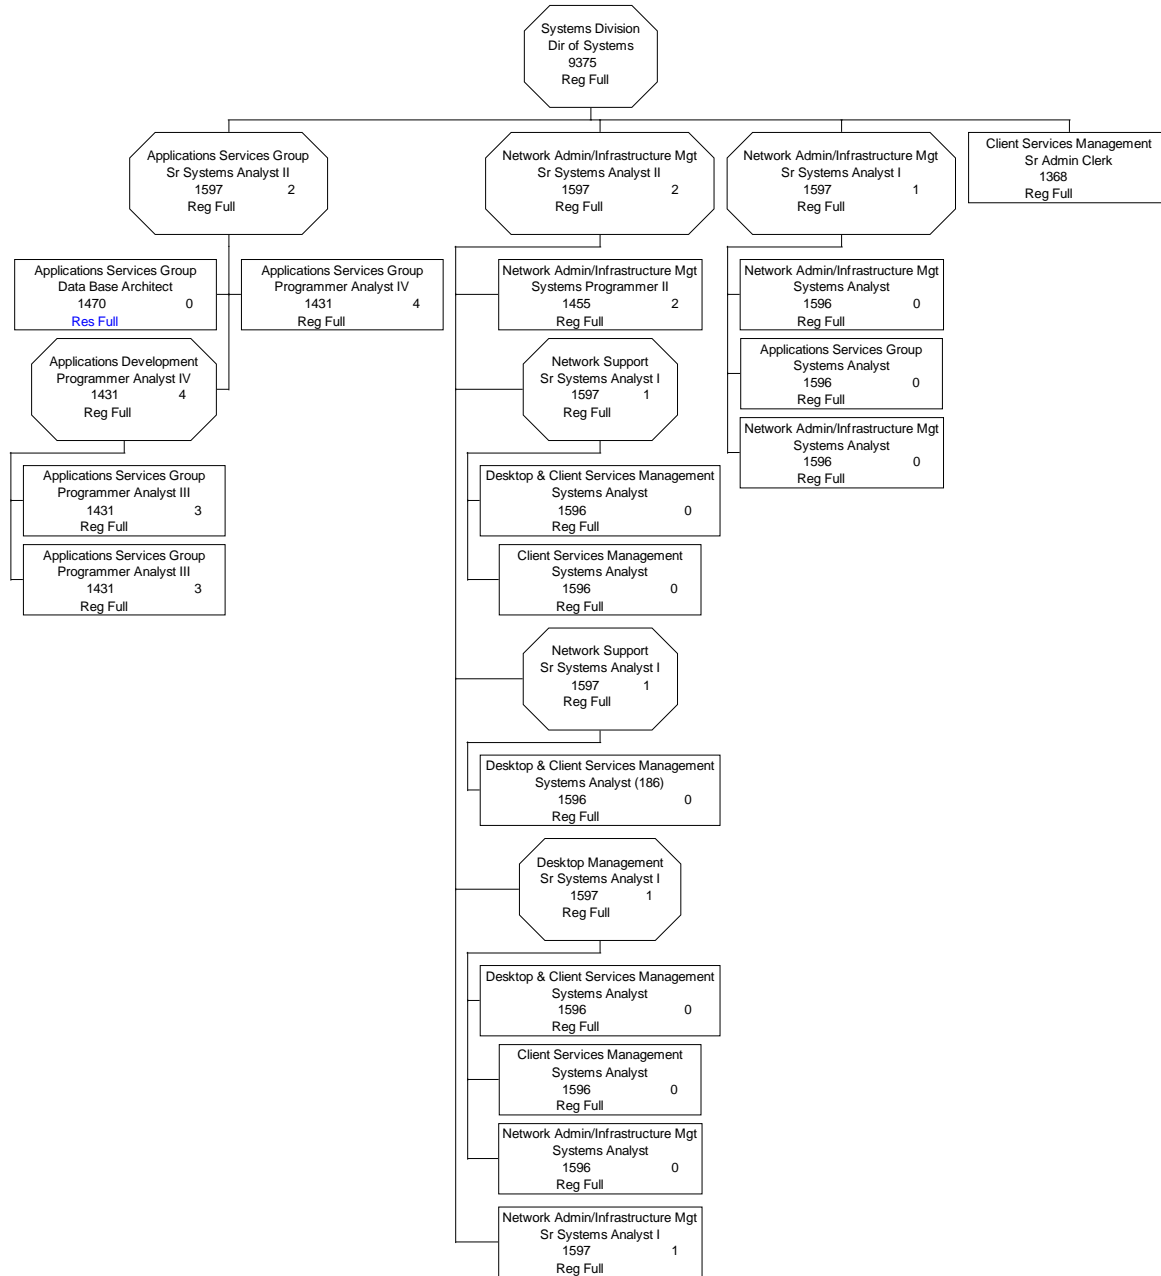 Systems Division
Dir of Systems
9375
Reg Full
Applications Services Group
Sr Systems Analyst II
1597 2
Reg Full
Network Admin/Infrastructure Mgt
Sr Systems Analyst II
1597 2
Reg Full
Network Admin/Infrastructure Mgt
Sr Systems Analyst I
1597 1
Reg Full
Client Services Management
Sr Admin Clerk
1368
Reg Full
Applications Services Group
Data Base Architect
1470 0
Res Full
Applications Services Group
Programmer Analyst IV
1431 4
Reg Full
Applications Development
Programmer Analyst IV
1431 4
Reg Full
Applications Services Group
Programmer Analyst III
1431 3
Reg Full
Applications Services Group
Programmer Analyst III
1431 3
Reg Full
Network Admin/Infrastructure Mgt
Systems Programmer II
1455 2
Reg Full
Network Support
Sr Systems Analyst I
1597 1
Reg Full
Desktop & Client Services Management
Systems Analyst
1596 0
Reg Full
Client Services Management
Systems Analyst
1596 0
Reg Full
Network Support
Sr Systems Analyst I
1597 1
Reg Full
Desktop & Client Services Management
Systems Analyst (186)
1596 0
Reg Full
Desktop Management
Sr Systems Analyst I
1597 1
Reg Full
Desktop & Client Services Management
Systems Analyst
1596 0
Reg Full
Client Services Management
Systems Analyst
1596 0
Reg Full
Network Admin/Infrastructure Mgt
Systems Analyst
1596 0
Reg Full
Network Admin/Infrastructure Mgt
Sr Systems Analyst I
1597 1
Reg Full
Network Admin/Infrastructure Mgt
Systems Analyst
1596 0
Reg Full
Applications Services Group
Systems Analyst
1596 0
Reg Full
Network Admin/Infrastructure Mgt
Systems Analyst
1596 0
Reg Full